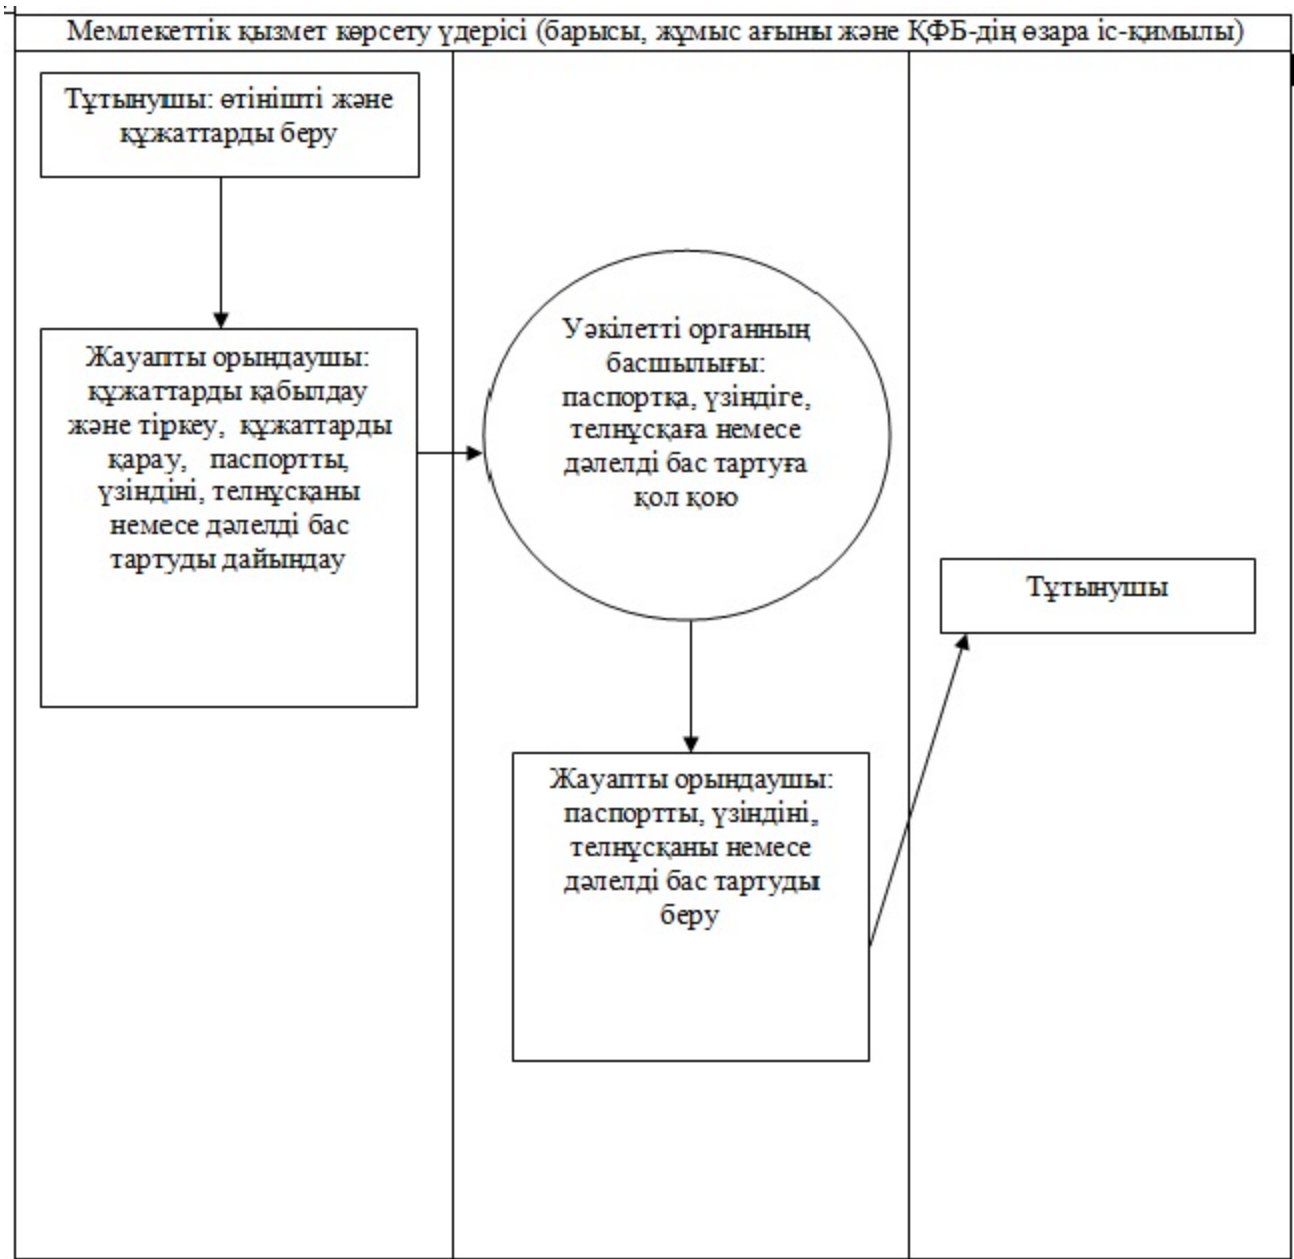 Мемлекеттік қызмет көрсету үдерісі (барысы, жұмыс ағыны және ҚФБ-дің өзара іс-қимылы)
Тұтынушы: өтінішті және
құжаттарды беру
Жауапты орындаушы:
құжаттарды қабылдау
және тіркеу, құжаттарды
қарау, паспортты,
үзіндіні, телнұсқаны
немесе дәлелді бас
тартуды дайындау
Уәкілетті органның
басшылығы:
паспортқа, үзіндіге,
телнұсқаға немесе
дәлелді бас тартуға
қол қою
Жауапты орындаушы:
паспортты, үзіндіні,
телнұсқаны немесе
дәлелді бас тартуды
беру
Тұтынушы